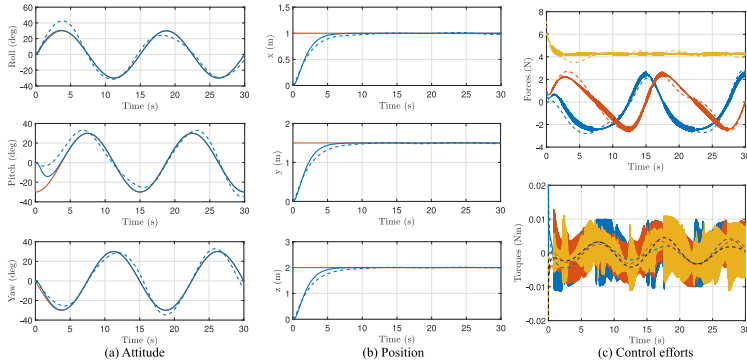 Roll (deg)
60
40
20
0
-20
-40
0 5 10 15 20 25 30
Time (s)
Pitch (deg)
40
20
0
-20
-40
0 5 10 15 20 25 30
Time (s)
Yaw (deg)
40
20
0
-20
-40
0 5 10 15 20 25 30
Time (s)
(a) Attitude
x (m)
1.5
1
0.5
0
0 5 10 15 20 25 30
Time (s)
y (m)
2
1
0
0 5 10 15 20 25 30
Time (s)
z (m)
3
2
1
0
0 5 10 15 20 25 30
Time (s)
(b) Position
Forces (N)
8
6
4
2
0
-2
-4
0 5 10 15 20 25 30
Time (s)
Torques (Nm)
0.02
0.01
0
-0.01
-0.02
0 5 10 15 20 25 30
Time (s)
(c) Control efforts